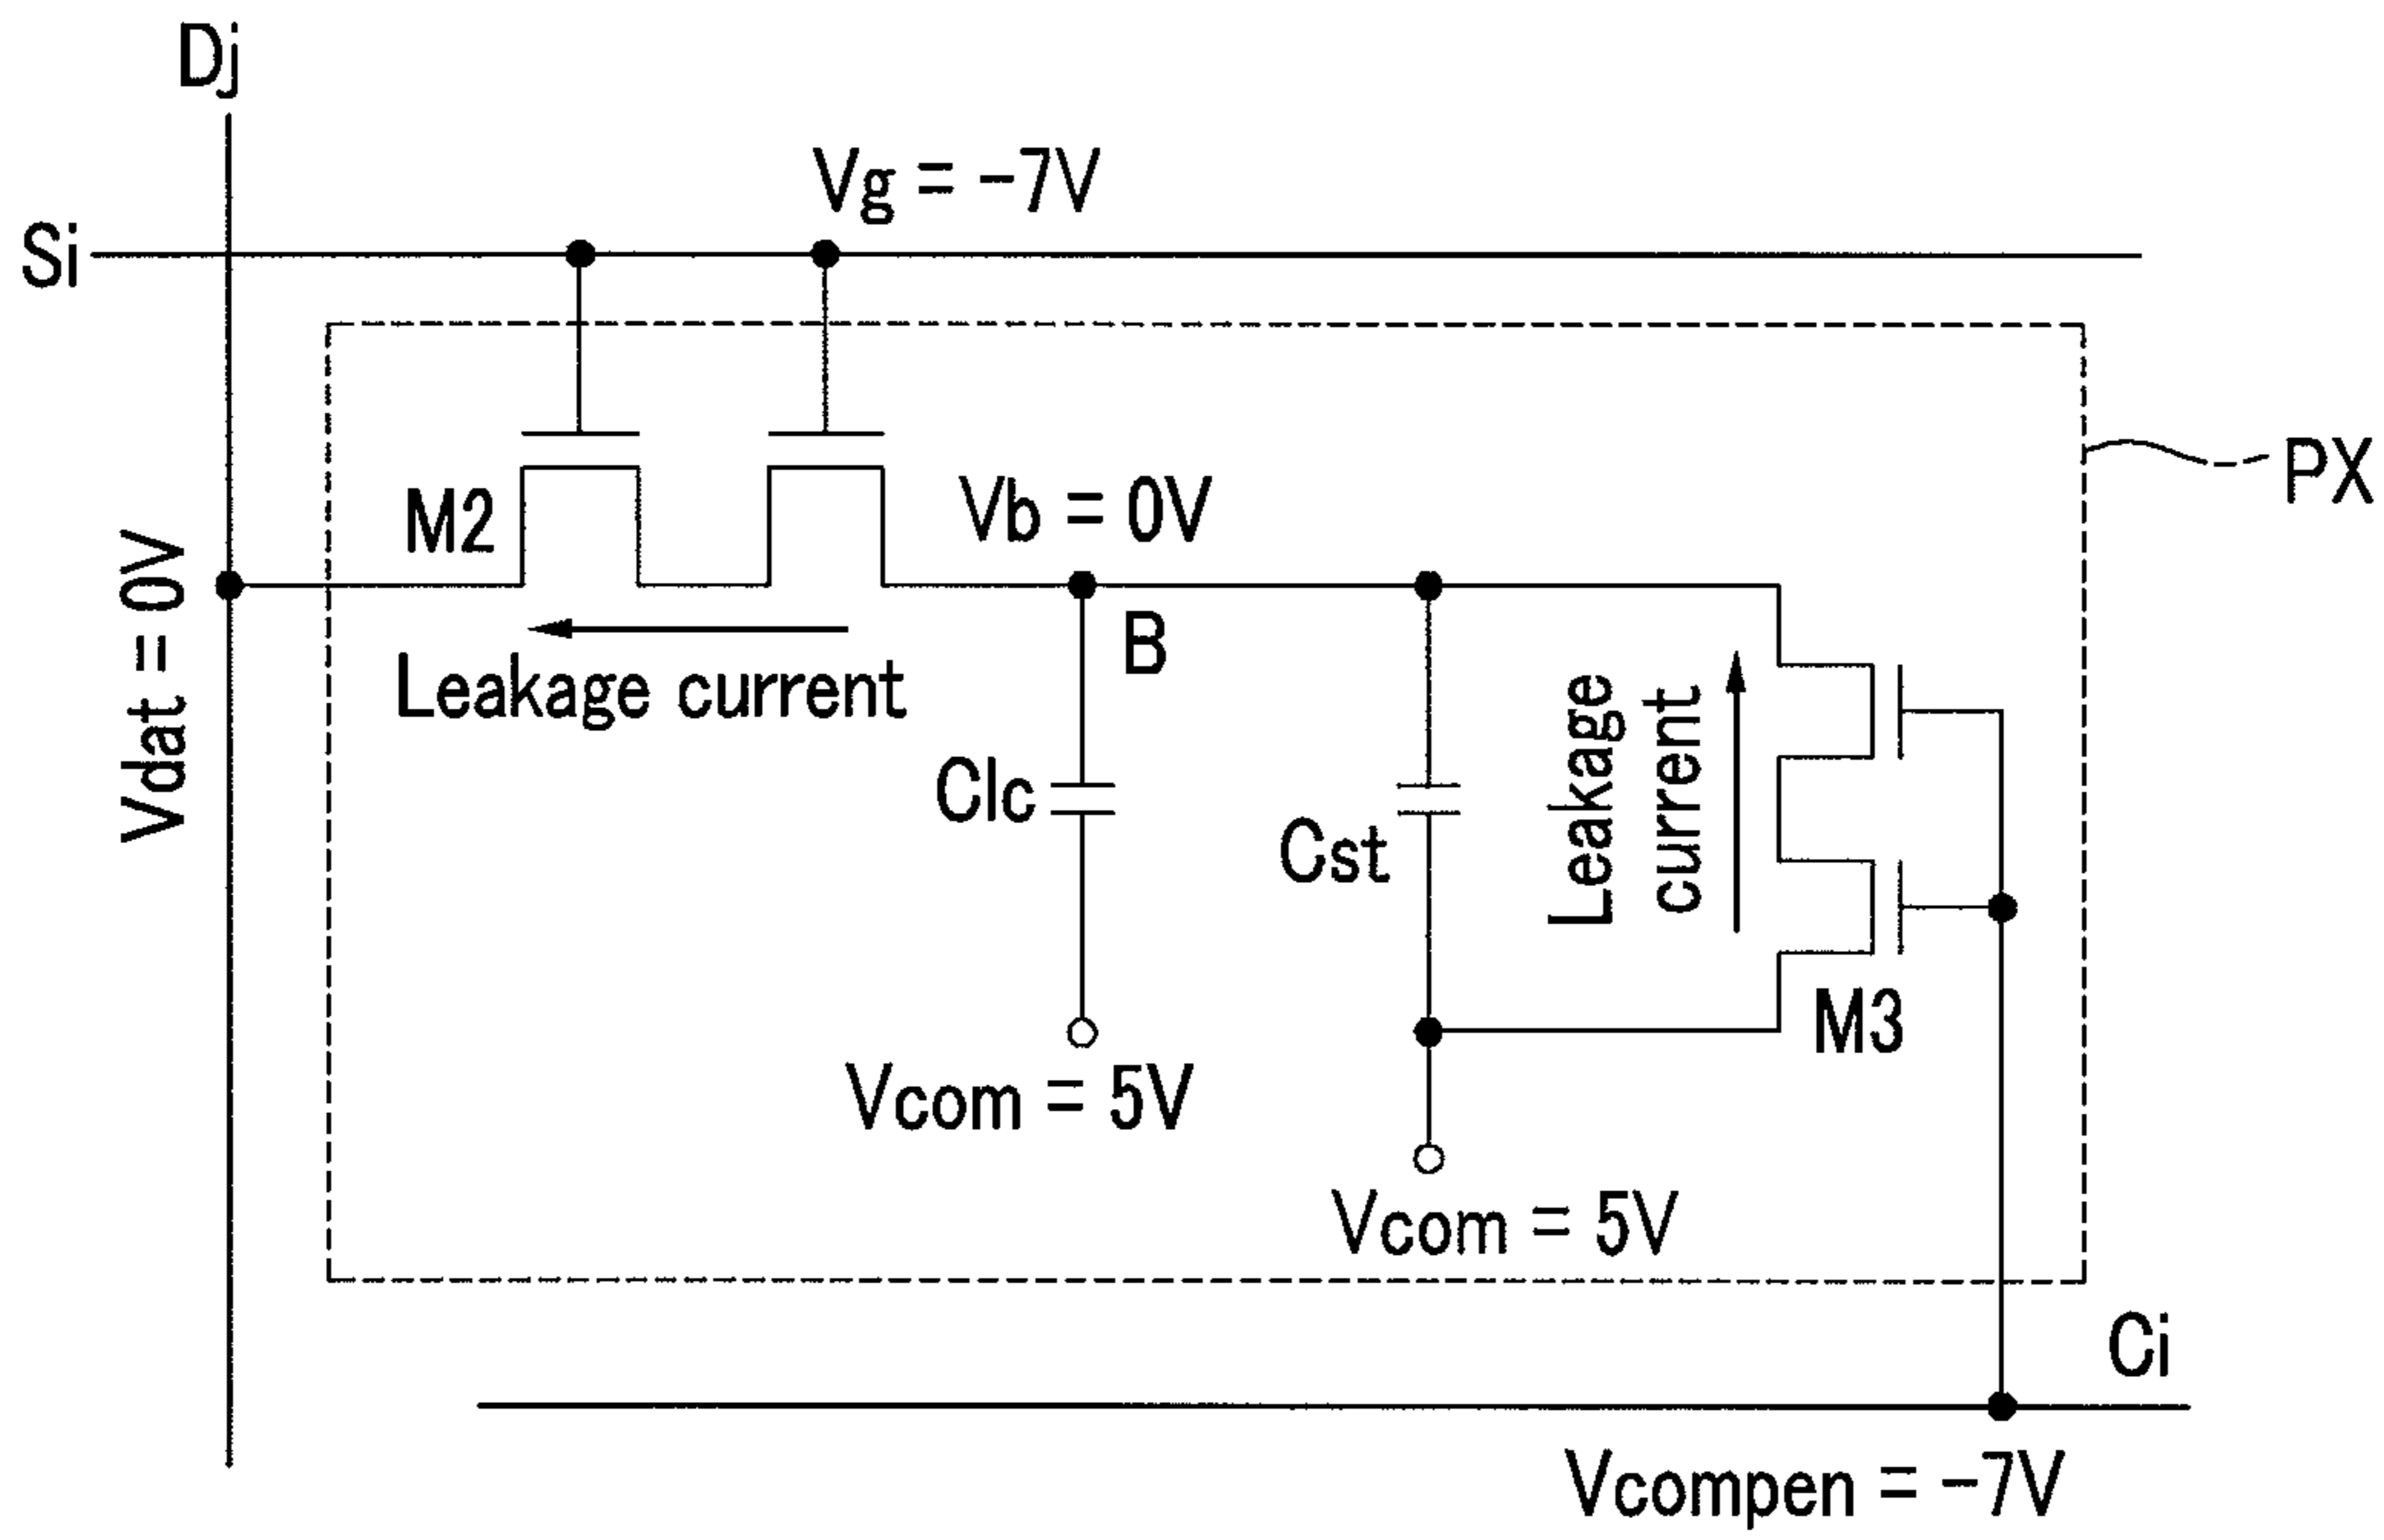 Dj
Vg = -7V
Si
PX
M2
Vb = 0V
Vdat = 0V
B
Leakage current
Clc
Cst
Leakage
current
M3
Vcom = 5V
Vcom = 5V
Ci
Vcompen = -7V